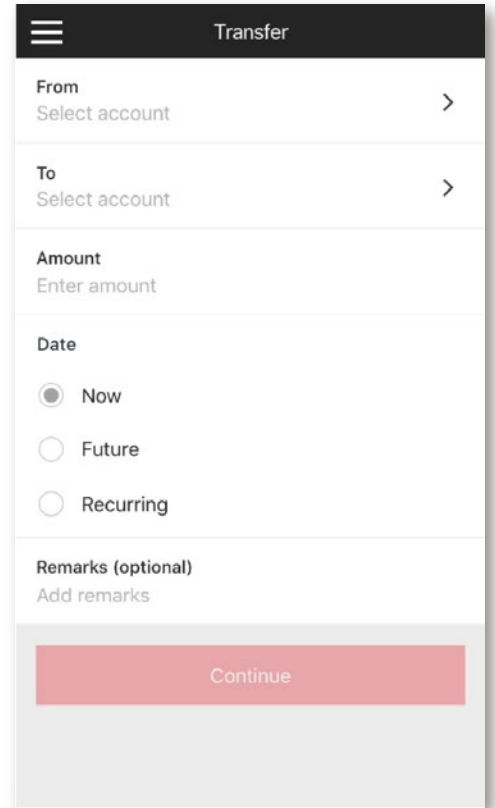 Transfer
From
Select account
To
Select account
Amount
Enter amount
Date
Now
Future
Recurring
Remarks (optional)
Add remarks
Continue